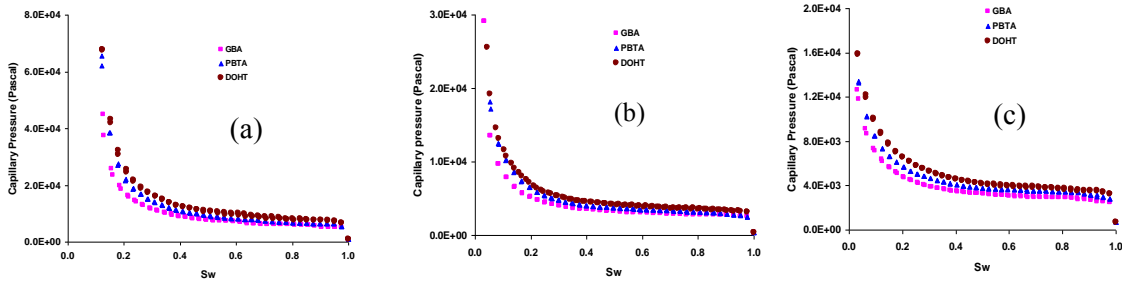 8.0E+04
6.0E+04
4.0E+04
2.0E+04
0.0E+00
Capillary Pressure (Pascal)
GBA
PBTA
DOHT
(a)
0.0 0.2 0.4 0.6 0.8 1.0
Sw
3.0E+04
2.0E+04
1.0E+04
0.0E+00
Capillary pressure (Pascal)
GBA
PBTA
DOHT
(b)
0.0 0.2 0.4 0.6 0.8 1.0
Sw
2.0E+04
1.6E+04
1.2E+04
8.0E+03
4.0E+03
0.0E+00
Capillary Pressure (Pascal)
GBA
PBTA
DOHT
(c)
0.0 0.2 0.4 0.6 0.8 1.0
Sw